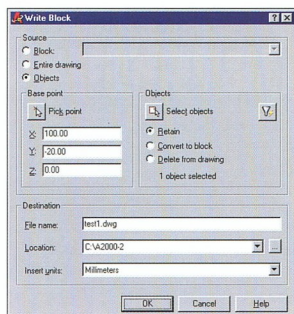 Write Block
Source
Block:
Entire drawing
Objects
Base point
Pick point
X: 100.00
Y: -20.00
Z: 0.00
Objects
Select objects
Retain
Convert to block
Delete from drawing
1 object selected
Destination
File name: test1.dwg
Location: C:\A2000-2
...
Insert units: Millimeters
OK Cancel Help